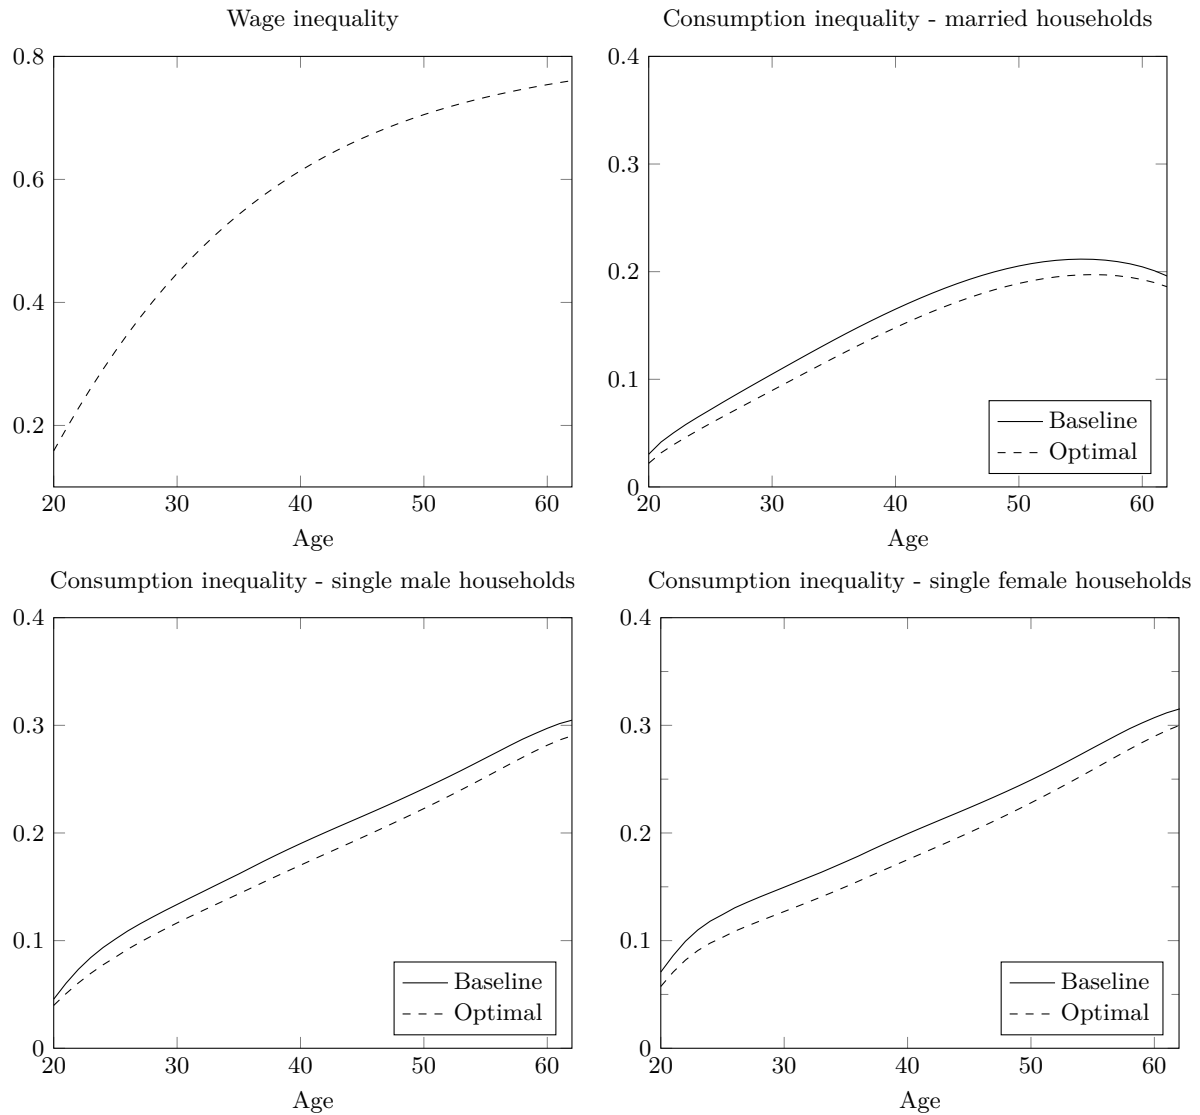 Wage inequality
0.8
0.6
0.4
0.2
20 30 40 50 60
Age
Consumption inequality - married households
0.4
0.3
0.2
0.1
0
20 30 40 50 60
Age
Baseline
Optimal
Consumption inequality - single male households
0.4
0.3
0.2
0.1
0
20 30 40 50 60
Age
Baseline
Optimal
Consumption inequality - single female households
0.4
0.3
0.2
0.1
0
20 30 40 50 60
Age
Baseline
Optimal